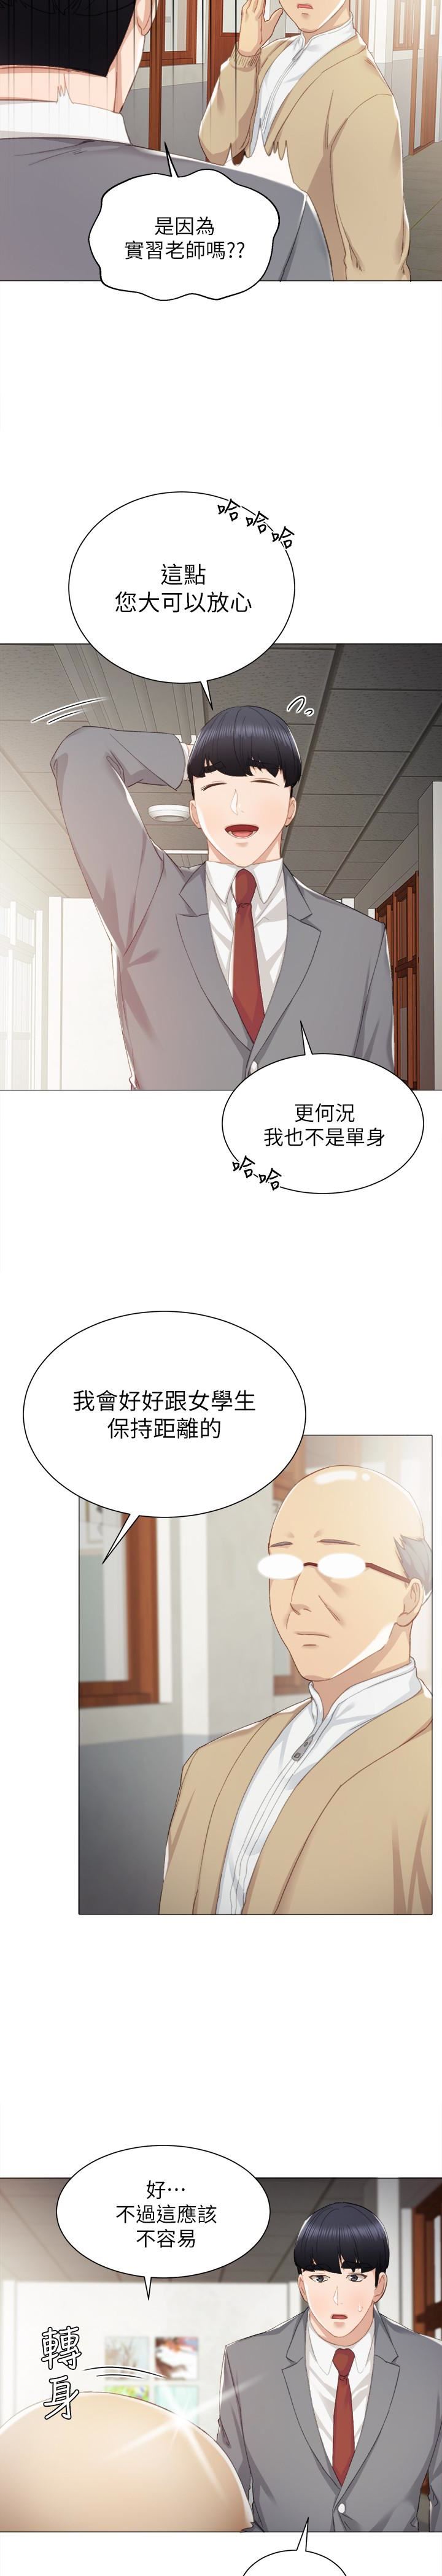 是因為
實習老師嗎??
哈哈哈
這點
您大可以放心
更何況
我也不是單身
哈哈
我會好好跟女學生
保持距離的
好…
不過這應該
不容易
轉身